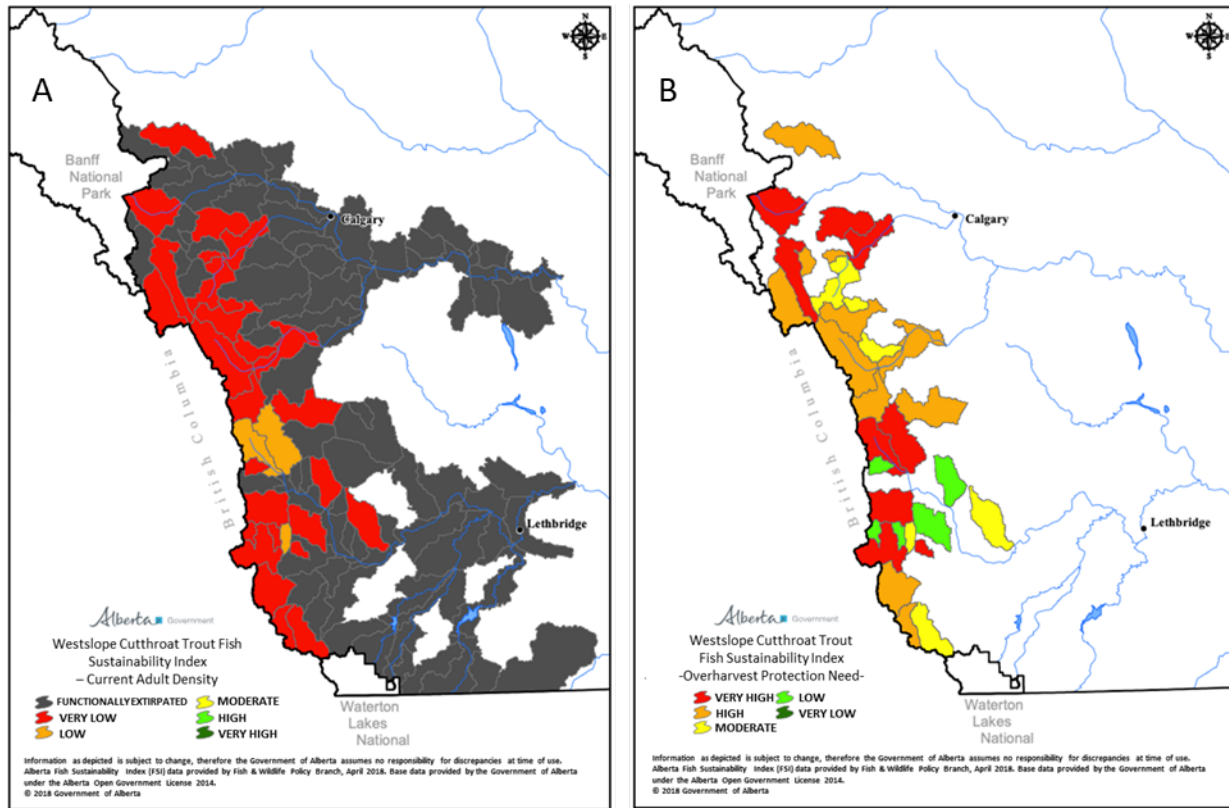 A
N
W E
S
Banff
National
Park
Calgary
British Columbia
Lethbridge
Alberta Government
Westslope Cutthroat Trout Fish
Sustainability Index
– Current Adult Density
FUNCTIONALLY EXTIRPATED
VERY LOW
LOW
MODERATE
HIGH
VERY HIGH
Waterton
Lakes
National
Information as depicted is subject to change, therefore the Government of Alberta assumes no responsibility for discrepancies at time of use.
Alberta Fish Sustainability Index (FSI) data provided by Fish & Wildlife Policy Branch, April 2018. Base data provided by the Government of Alberta
under the Alberta Open Government License 2014.
© 2018 Government of Alberta
B
N
W E
S
Banff
National
Park
Calgary
British Columbia
Lethbridge
Alberta Government
Westslope Cutthroat Trout
Fish Sustainability Index
-Overharvest Protection Need-
VERY HIGH
HIGH
MODERATE
LOW
VERY LOW
Waterton
Lakes
National
Information as depicted is subject to change, therefore the Government of Alberta assumes no responsibility for discrepancies at time of use.
Alberta Fish Sustainability Index (FSI) data provided by Fish & Wildlife Policy Branch, April 2018. Base data provided by the Government of Alberta
under the Alberta Open Government License 2014.
© 2018 Government of Alberta